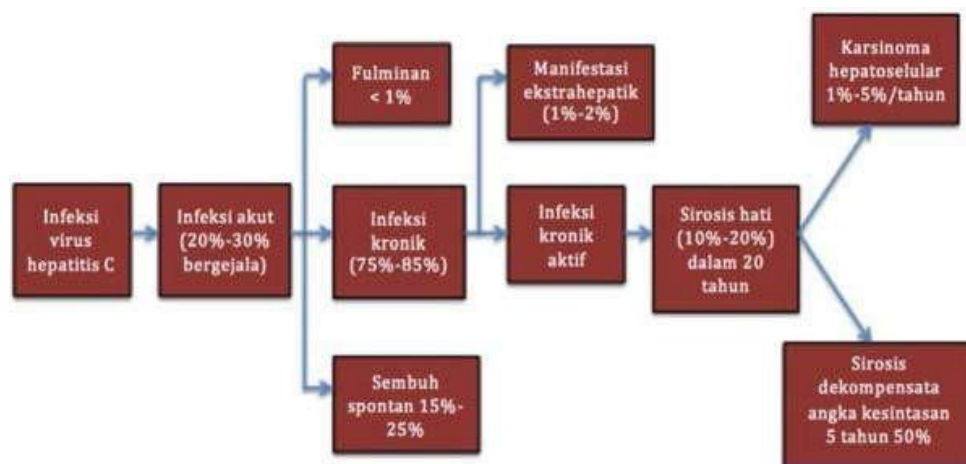 Infeksi
virus
hepatitis C
Infeksi akut
(20%-30%
bergejala)
Fulminan
< 1%
Infeksi
kronik
(75%-85%)
Sembuh
spontan 15%-
25%
Manifestasi
ekstrahepatik
(1%-2%)
Infeksi
kronik
aktif
Sirosis hati
(10%-20%)
dalam 20
tahun
Karsinoma
hepatoselular
1%-5%/tahun
Sirosis
dekompensata
angka kesintasan
5 tahun 50%